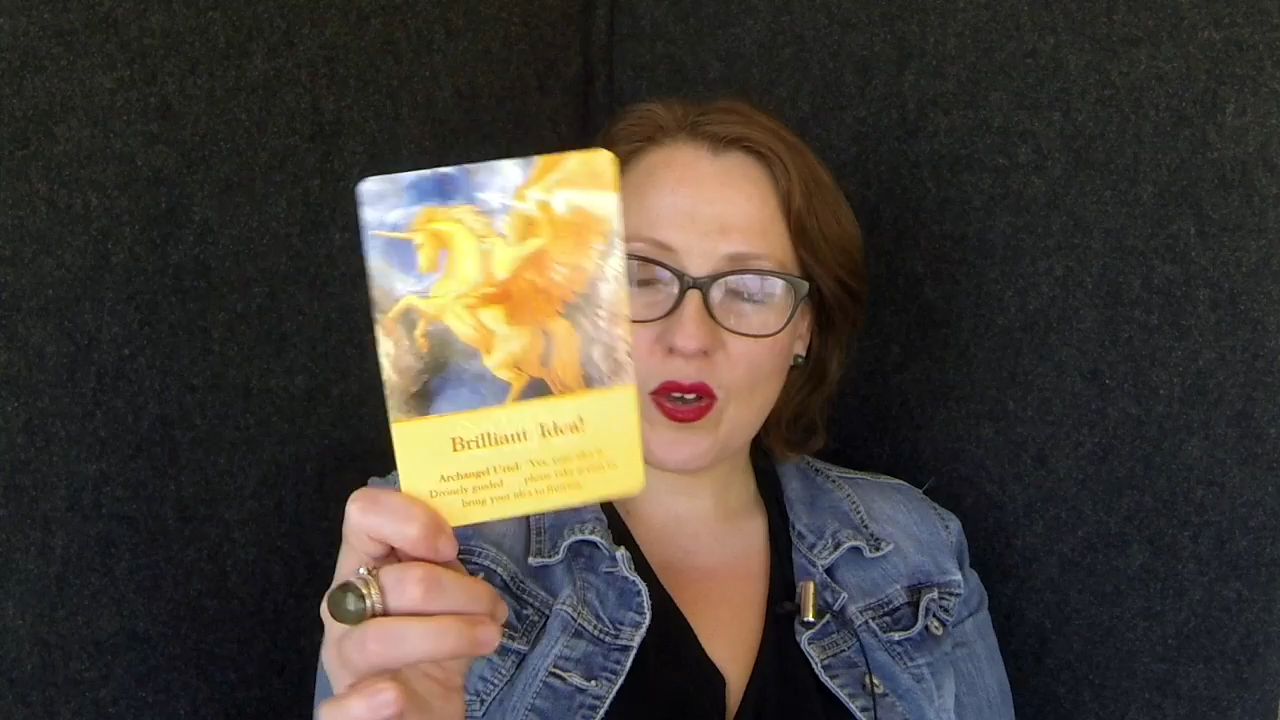 Brilliant Idea!
Archangel Uriel: "Yes, your idea is
Divinely guided please take action to
bring your idea to fruition.